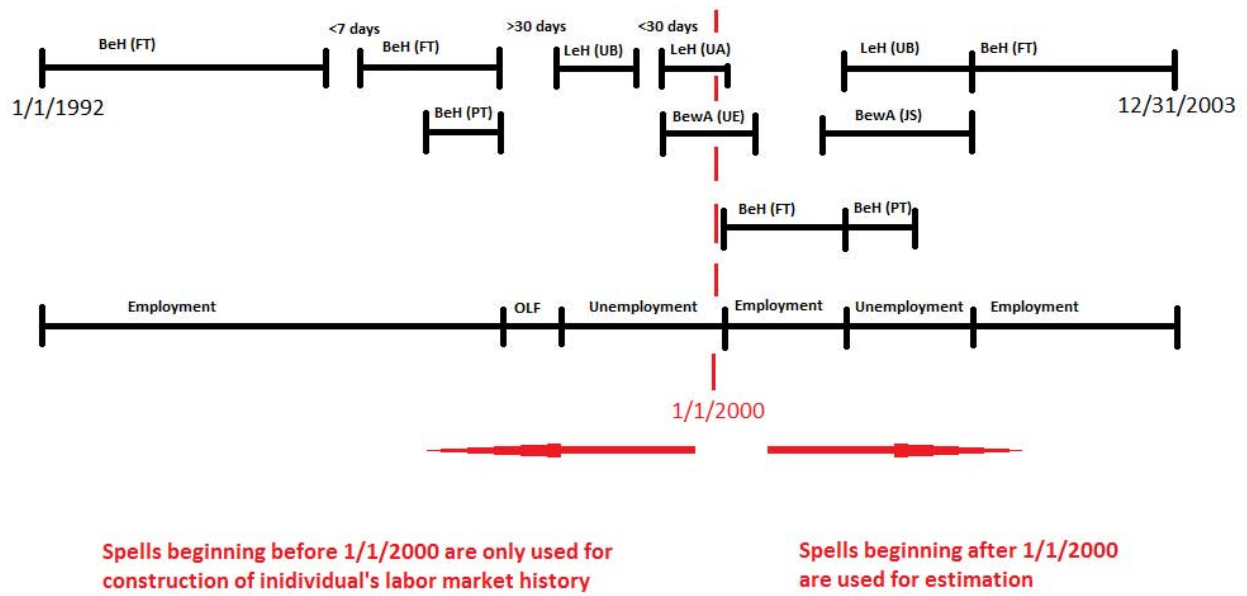 <7 days
>30 days
<30 days
BeH (FT)
BeH (FT)
LeH (UB)
LeH (UA)
LeH (UB)
BeH (FT)
1/1/1992
12/31/2003
BeH (PT)
BewA (UE)
BewA (JS)
BeH (FT)
BeH (PT)
Employment
OLF
Unemployment
Employment
Unemployment
Employment
1/1/2000
Spells beginning before 1/1/2000 are only used for
construction of inidividual's labor market history
Spells beginning after 1/1/2000
are used for estimation